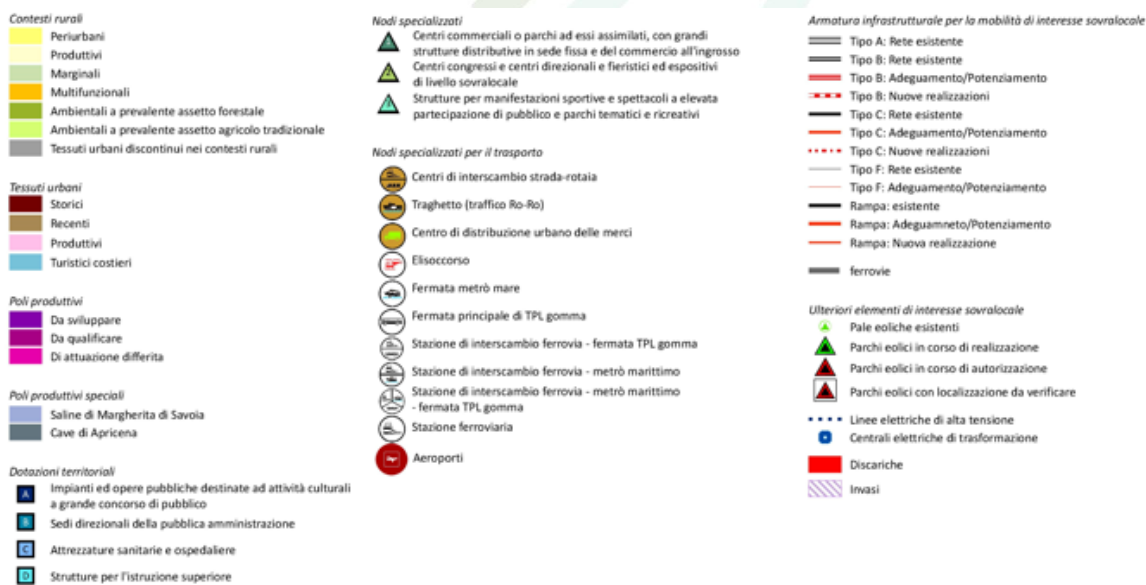 Contesti rurali
Periurbani
Produttivi
Marginali
Multifunzionali
Ambientali a prevalente assetto forestale
Ambientali a prevalente assetto agricolo tradizionale
Tessuti urbani discontinui nei contesti rurali
Tessuti urbani
Storici
Recenti
Produttivi
Turistici costieri
Poli produttivi
Da sviluppare
Da qualificare
Di attuazione differita
Poli produttivi speciali
Saline di Margherita di Savoia
Cave di Apricena
Dotazioni territoriali
A
Impianti ed opere pubbliche destinate ad attività culturali
a grande concorso di pubblico
Sedi direzionali della pubblica amministrazione
C
Attrezzature sanitarie e ospedaliere
D
Strutture per l'istruzione superiore
Nodi specializzati
Centri commerciali o parchi ad essi assimilati, con grandi
strutture distributive in sede fissa e del commercio all'ingrosso
Centri congressi e centri direzionali e fieristici ed espositivi
di livello sovralocale
Strutture per manifestazioni sportive e spettacoli a elevata
partecipazione di pubblico e parchi tematici e ricreativi
Nodi specializzati per il trasporto
Centri di interscambio strada-rotaia
Traghetto (traffico Ro-Ro)
Centro di distribuzione urbano delle merci
Elisoccorso
Fermata metrò mare
Fermata principale di TPL gomma
Stazione di interscambio ferrovia - fermata TPL gomma
Stazione di interscambio ferrovia - metrò marittimo
Stazione di interscambio ferrovia - metrò marittimo
- fermata TPL gomma
Stazione ferroviaria
Aeroporti
Armatura infrastrutturale per la mobilità di interesse sovralocale
Tipo A: Rete esistente
Tipo B: Rete esistente
Tipo B: Adeguamento/Potenziamento
Tipo B: Nuove realizzazioni
Tipo C: Rete esistente
Tipo C: Adeguamento/Potenziamento
Tipo C: Nuove realizzazioni
Tipo F: Rete esistente
Tipo F: Adeguamento/Potenziamento
Rampa: esistente
Rampa: Adeguamneto/Potenziamento
Rampa: Nuova realizzazione
ferrovie
Ulteriori elementi di interesse sovralocale
Pale eoliche esistenti
Parchi eolici in corso di realizzazione
Parchi eolici in corso di autorizzazione
Parchi eolici con localizzazione da verificare
Linee elettriche di alta tensione
Centrali elettriche di trasformazione
Discariche
Invasi